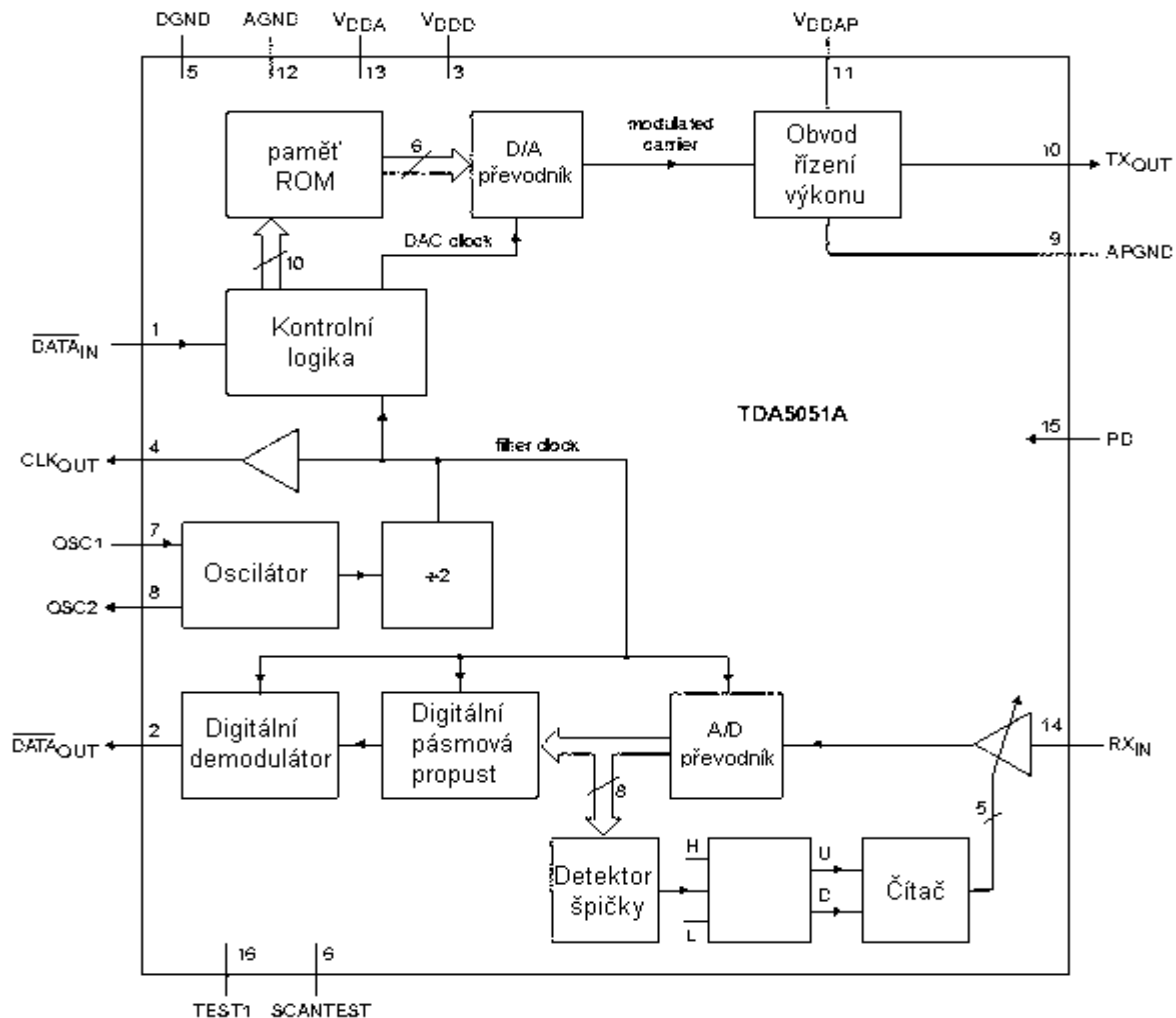 DGND AGND VDDA VDDD VDDAP
5 12 13 3 11
paměť
ROM
6
D/A
převodník
modulated
carrier
Obvod
řízení
výkonu
10 TXOUT
9 APGND
DAC clock
10
1
DATAIN
Kontrolní
logika
TDA5051A
15 PD
4
CLKOUT
filter clock
7
OSC1
Oscilátor
÷2
8
OSC2
2
DATAOUT
Digitální
demodulátor
Digitální
pásmová
propust
A/D
převodník
14
RXIN
8
5
Detektor
špičky
H
L
U
D
Čítač
16 6
TEST1 SCANTEST